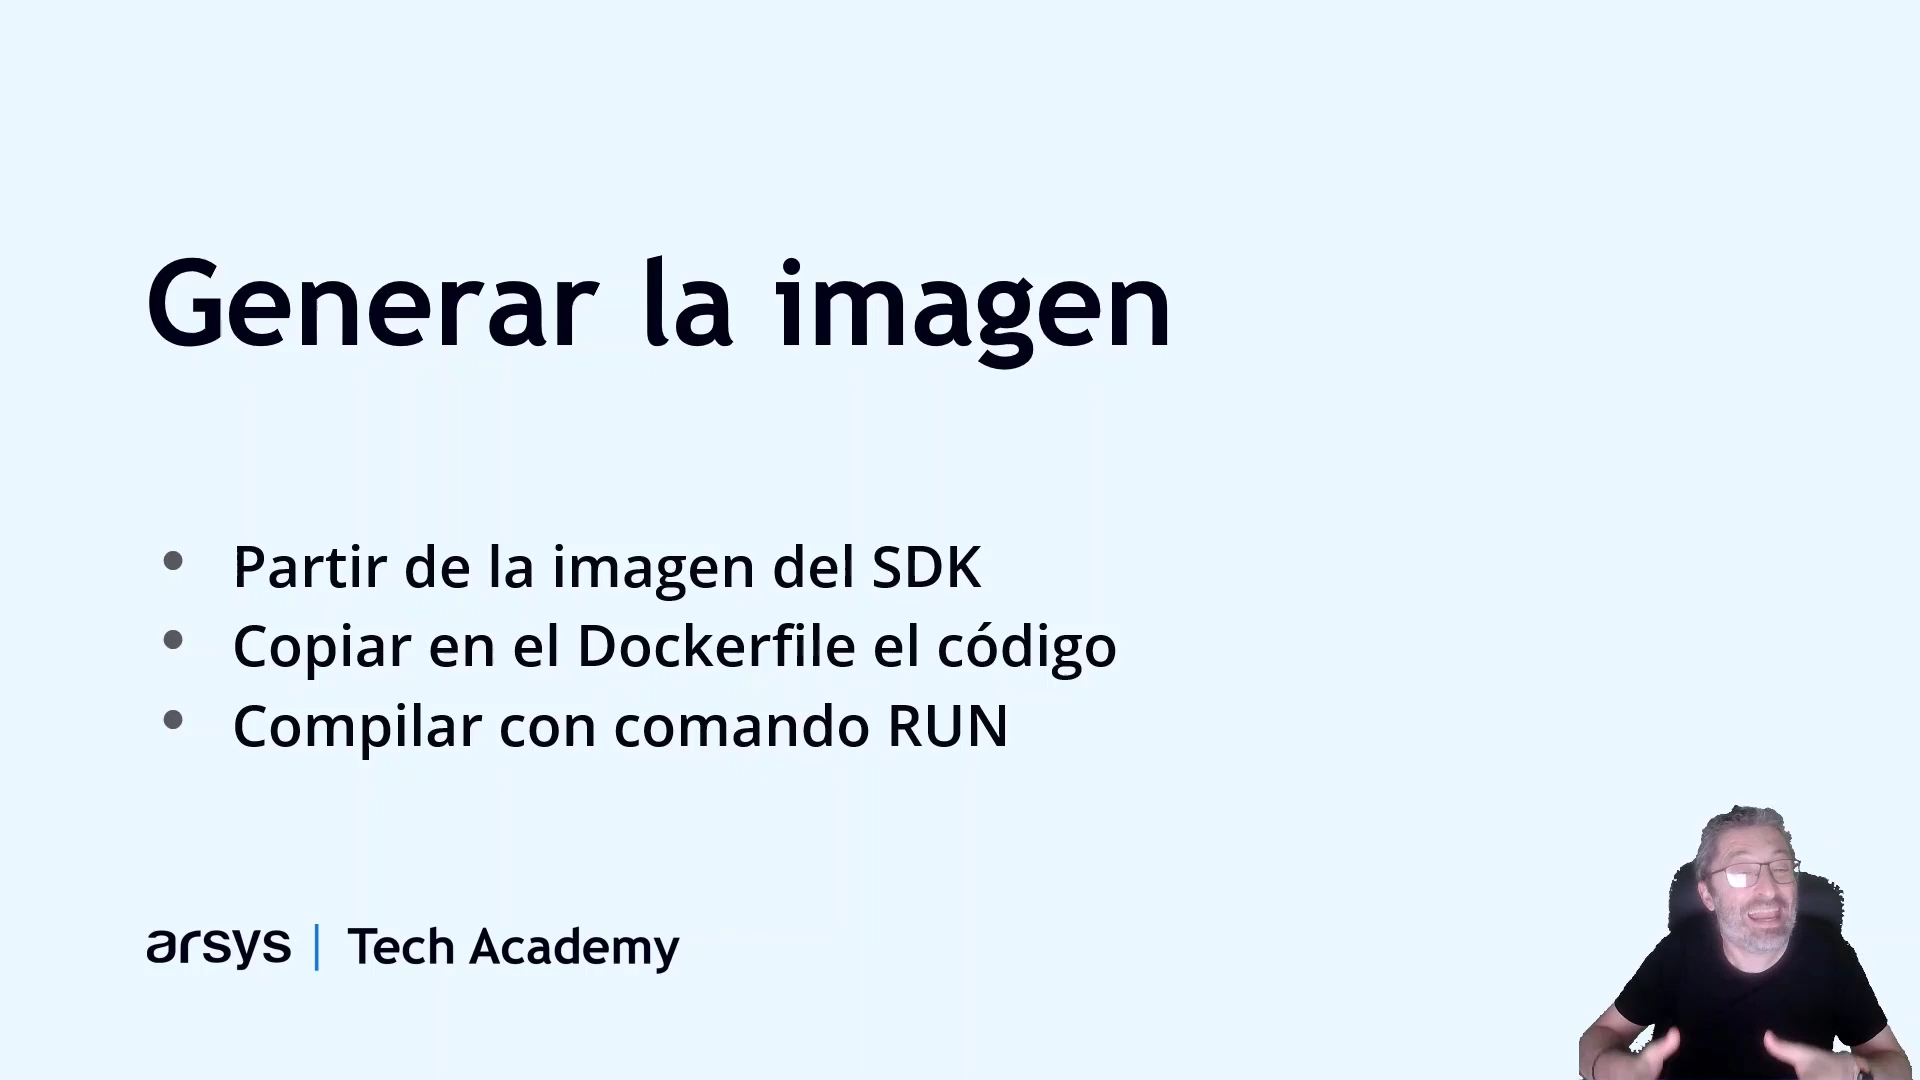 Generar la imagen
Partir de la imagen del SDK
Copiar en el Dockerfile el código
Compilar con comando RUN
arsys | Tech Academy